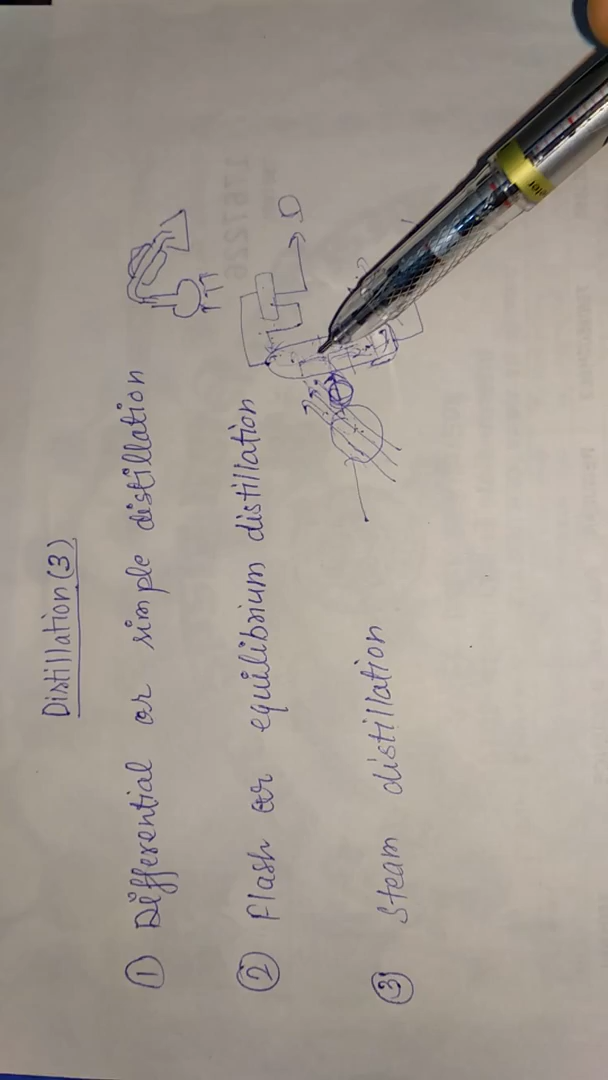 Distillation (3)
① Differential or simple distillation
② Flash or equilibrium distillation
D
③ Steam distillation